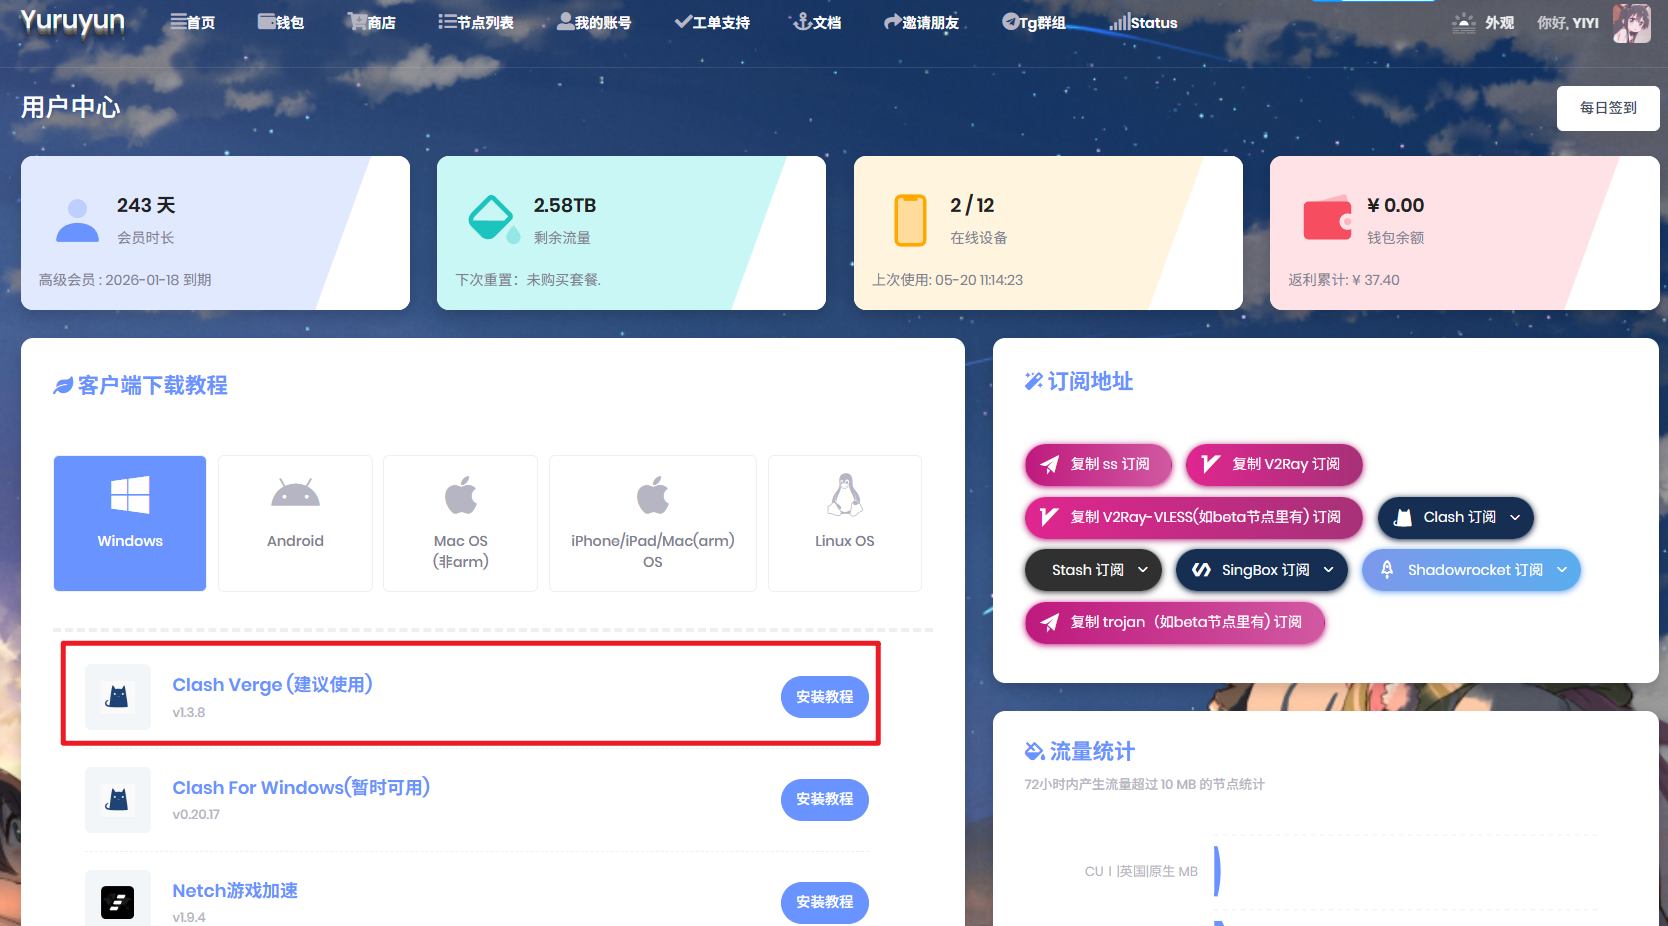 Yuruyun
首页
钱包
商店
节点列表
我的账号
工单支持
文档
邀请朋友
Tg群组
Status
外观
你好, YIYI
用户中心
每日签到
243 天
会员时长
高级会员 : 2026-01-18 到期
2.58TB
剩余流量
下次重置：未购买套餐.
2 / 12
在线设备
上次使用: 05-20 11:14:23
¥ 0.00
钱包余额
返利累计: ¥ 37.40
客户端下载教程
Windows
Android
Mac OS
(非arm)
iPhone/iPad/Mac(arm)
OS
Linux OS
Clash Verge (建议使用)
v1.3.8
安装教程
Clash For Windows(暂时可用)
v0.20.17
安装教程
Netch游戏加速
v1.9.4
安装教程
订阅地址
复制 ss 订阅
复制 V2Ray 订阅
复制 V2Ray-VLESS(如beta节点里有) 订阅
Clash 订阅
Stash 订阅
SingBox 订阅
Shadowrocket 订阅
复制 trojan（如beta节点里有) 订阅
流量统计
72小时内产生流量超过 10 MB 的节点统计
CU丨|英国|原生 MB